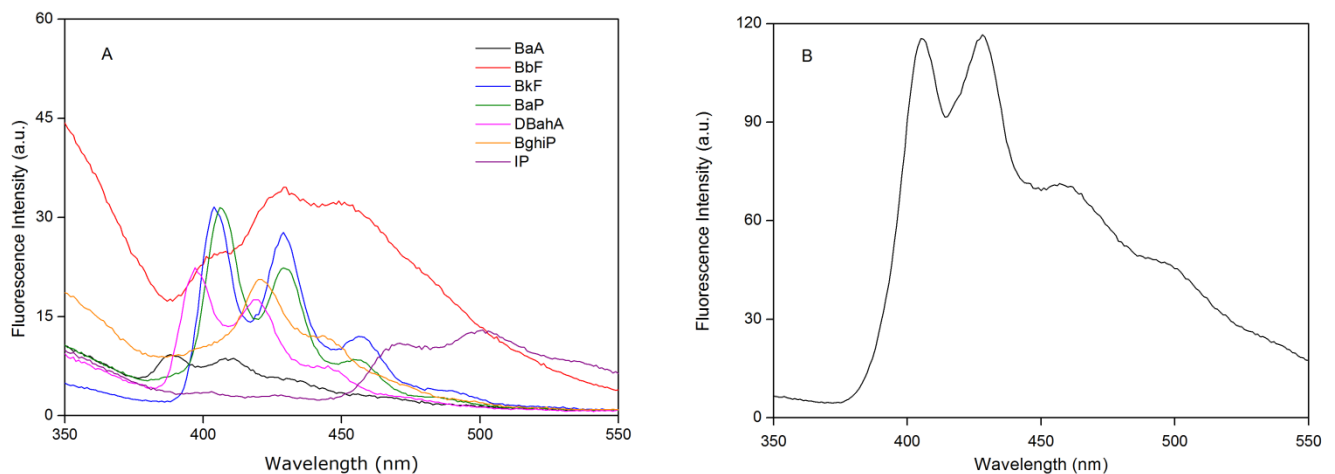 A
BaA
BbF
BkF
BaP
DBahA
BghiP
IP
Fluorescence Intensity (a.u.)
60
45
30
15
0
350 400 450 500 550
Wavelength (nm)
B
Fluorescence Intensity (a.u.)
120
90
60
30
0
350 400 450 500 550
Wavelength (nm)